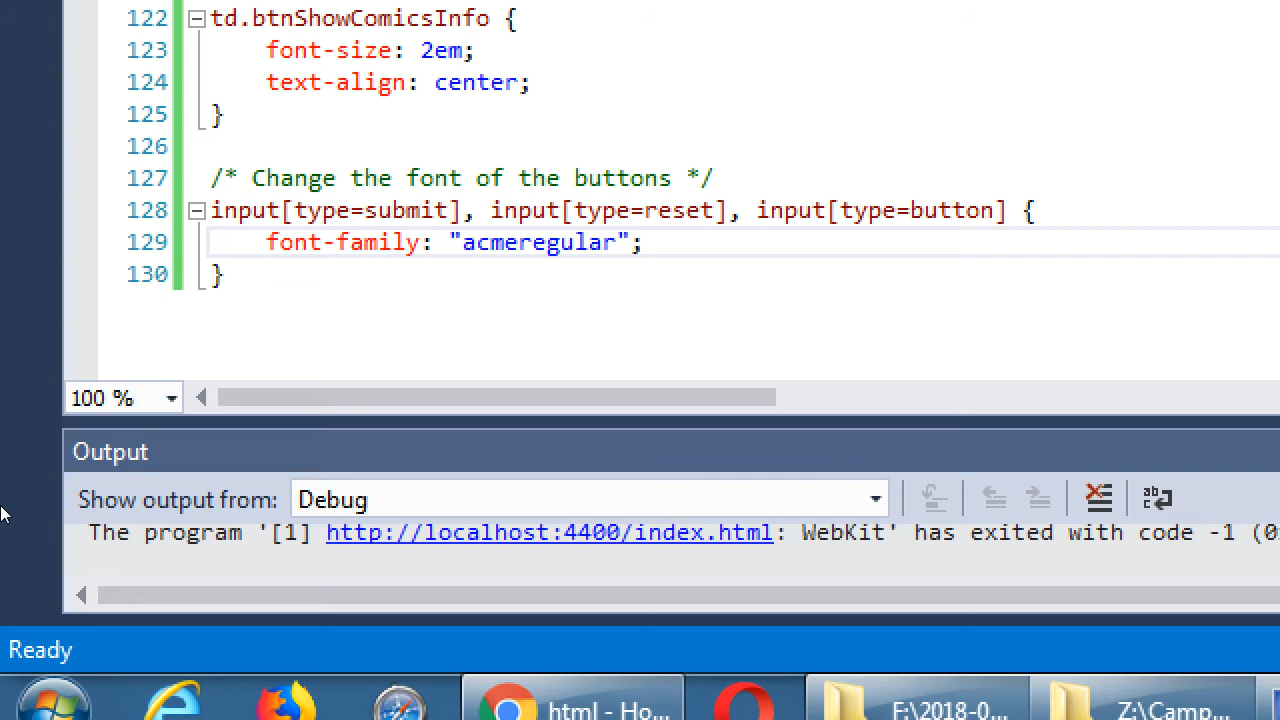 122 td.btnShowComicsInfo {
123 font-size: 2em;
124 text-align: center;
125 }
126
127 /* Change the font of the buttons */
128 input[type=submit], input[type=reset], input[type=button] {
129 font-family: "acmeregular";
130 }
100 %
Output
Show output from: Debug
The program '[1] http://localhost:4400/index.html: WebKit' has exited with code -1 (0
Ready
html - Ho... F:\2018-0... Z:\Camp...